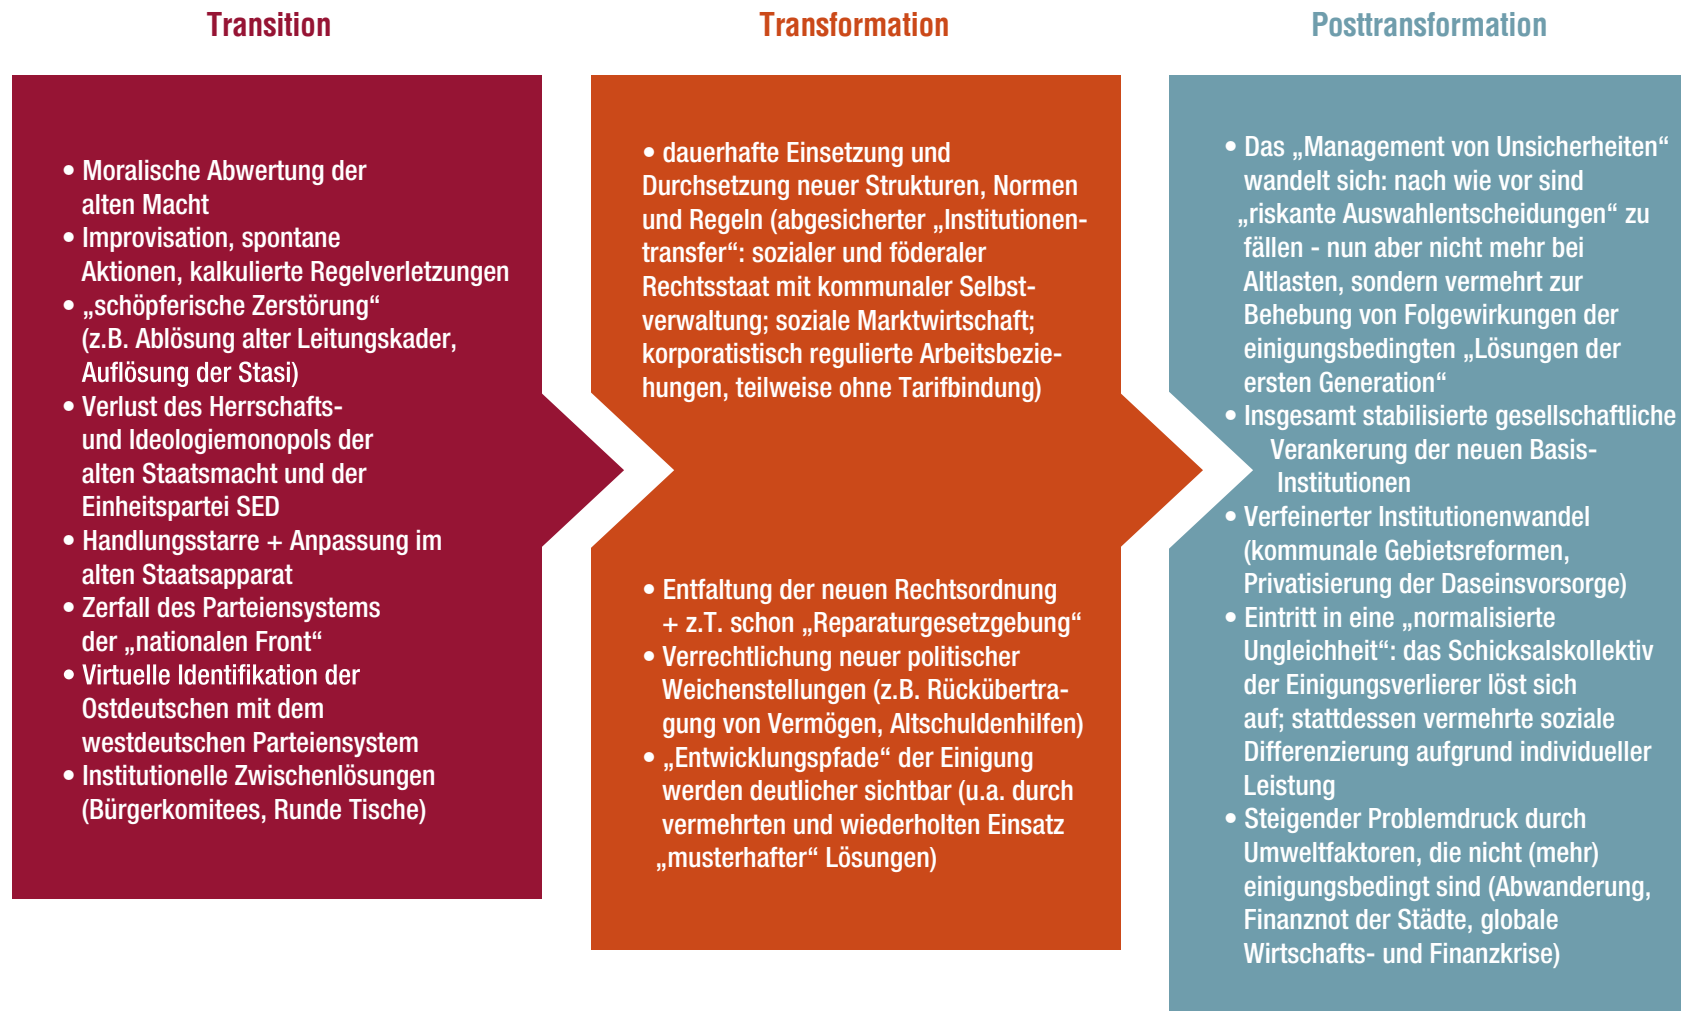 Transition
• Moralische Abwertung der
alten Macht
• Improvisation, spontane
Aktionen, kalkulierte Regelverletzungen
• „schöpferische Zerstörung“
(z.B. Ablösung alter Leitungskader,
Auflösung der Stasi)
• Verlust des Herrschafts-
und Ideologiemonopols der
alten Staatsmacht und der
Einheitspartei SED
• Handlungsstarre + Anpassung im
alten Staatsapparat
• Zerfall des Parteiensystems
der „nationalen Front“
• Virtuelle Identifikation der
Ostdeutschen mit dem
westdeutschen Parteiensystem
• Institutionelle Zwischenlösungen
(Bürgerkomitees, Runde Tische)
Transformation
• dauerhafte Einsetzung und
Durchsetzung neuer Strukturen, Normen
und Regeln (abgesicherter „Institutionen-
transfer“: sozialer und föderaler
Rechtsstaat mit kommunaler Selbst-
verwaltung; soziale Marktwirtschaft;
korporatistisch regulierte Arbeitsbezie-
hungen, teilweise ohne Tarifbindung)
• Entfaltung der neuen Rechtsordnung
+ z.T. schon „Reparaturgesetzgebung“
• Verrechtlichung neuer politischer
Weichenstellungen (z.B. Rückübertra-
gung von Vermögen, Altschuldenhilfen)
• „Entwicklungspfade“ der Einigung
werden deutlicher sichtbar (u.a. durch
vermehrten und wiederholten Einsatz
„musterhafter“ Lösungen)
Posttransformation
• Das „Management von Unsicherheiten“
wandelt sich: nach wie vor sind
„riskante Auswahlentscheidungen“ zu
fällen - nun aber nicht mehr bei
Altlasten, sondern vermehrt zur
Behebung von Folgewirkungen der
einigungsbedingten „Lösungen der
ersten Generation“
• Insgesamt stabilisierte gesellschaftliche
Verankerung der neuen Basis-
Institutionen
• Verfeinerter Institutionenwandel
(kommunale Gebietsreformen,
Privatisierung der Daseinsvorsorge)
• Eintritt in eine „normalisierte
Ungleichheit“: das Schicksalskollektiv
der Einigungsverlierer löst sich
auf; stattdessen vermehrte soziale
Differenzierung aufgrund individueller
Leistung
• Steigender Problemdruck durch
Umweltfaktoren, die nicht (mehr)
einigungsbedingt sind (Abwanderung,
Finanznot der Städte, globale
Wirtschafts- und Finanzkrise)